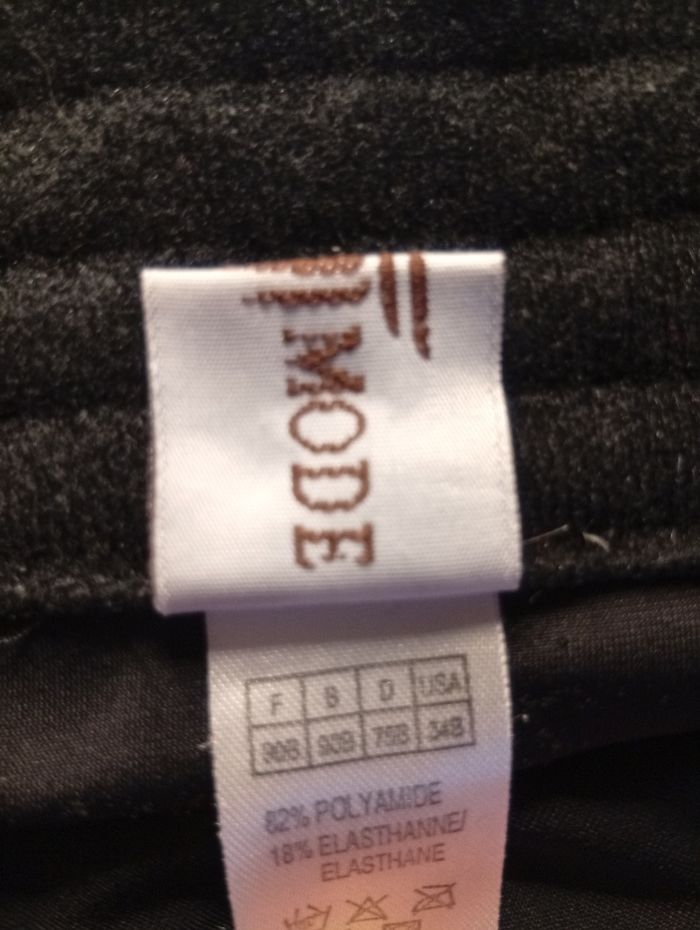 MODE
F B D USA
90B 90B 75B 34B
82% POLYAMIDE
18% ELASTHANNE/
ELASTHANE